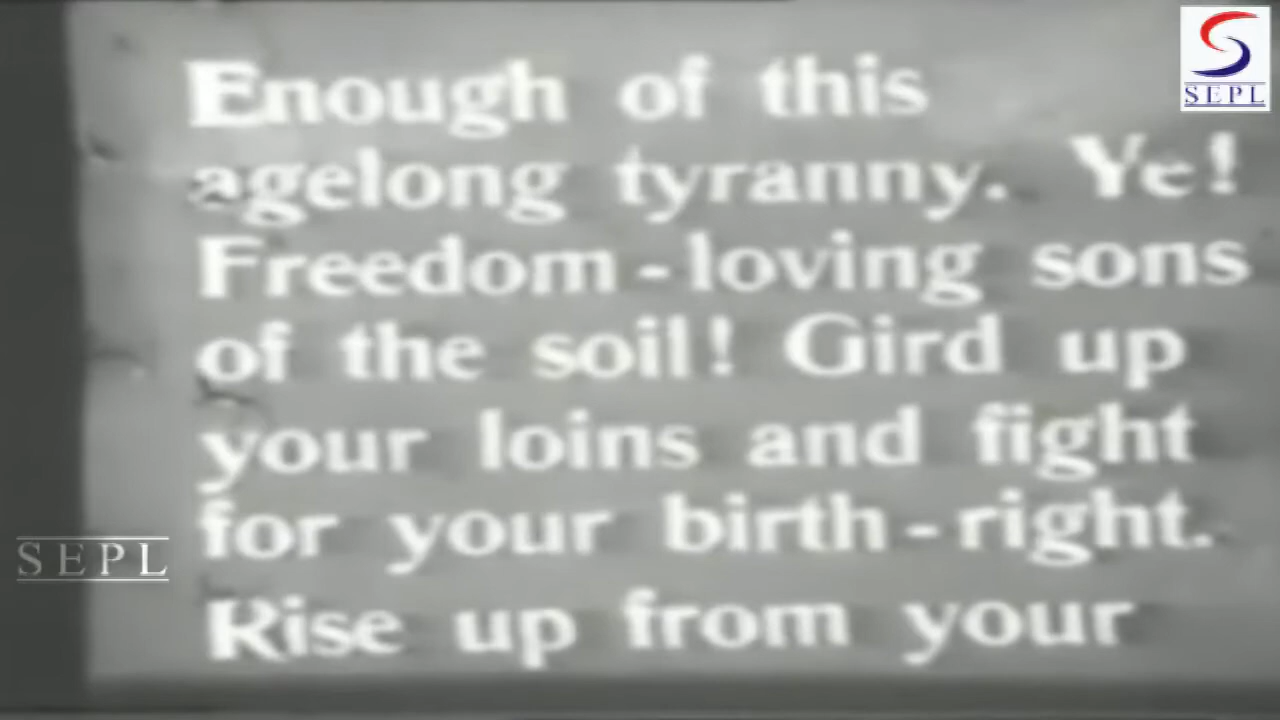 SEPL
Enough of this
agelong tyranny. Ye!
Freedom-loving sons
of the soil! Gird up
your loins and fight
for your birth-right.
SEPL
Rise up from your